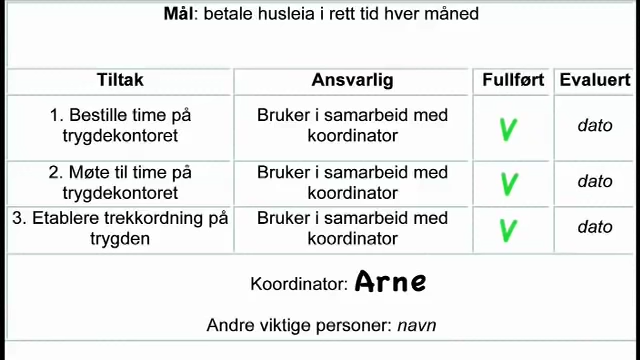 Mål: betale husleia i rett tid hver måned
Tiltak Ansvarlig Fullført Evaluert
1. Bestille time på trygdekontoret Bruker i samarbeid med koordinator V dato
2. Møte til time på trygdekontoret Bruker i samarbeid med koordinator V dato
3. Etablere trekkordning på trygden Bruker i samarbeid med koordinator V dato
Koordinator: Arne
Andre viktige personer: navn